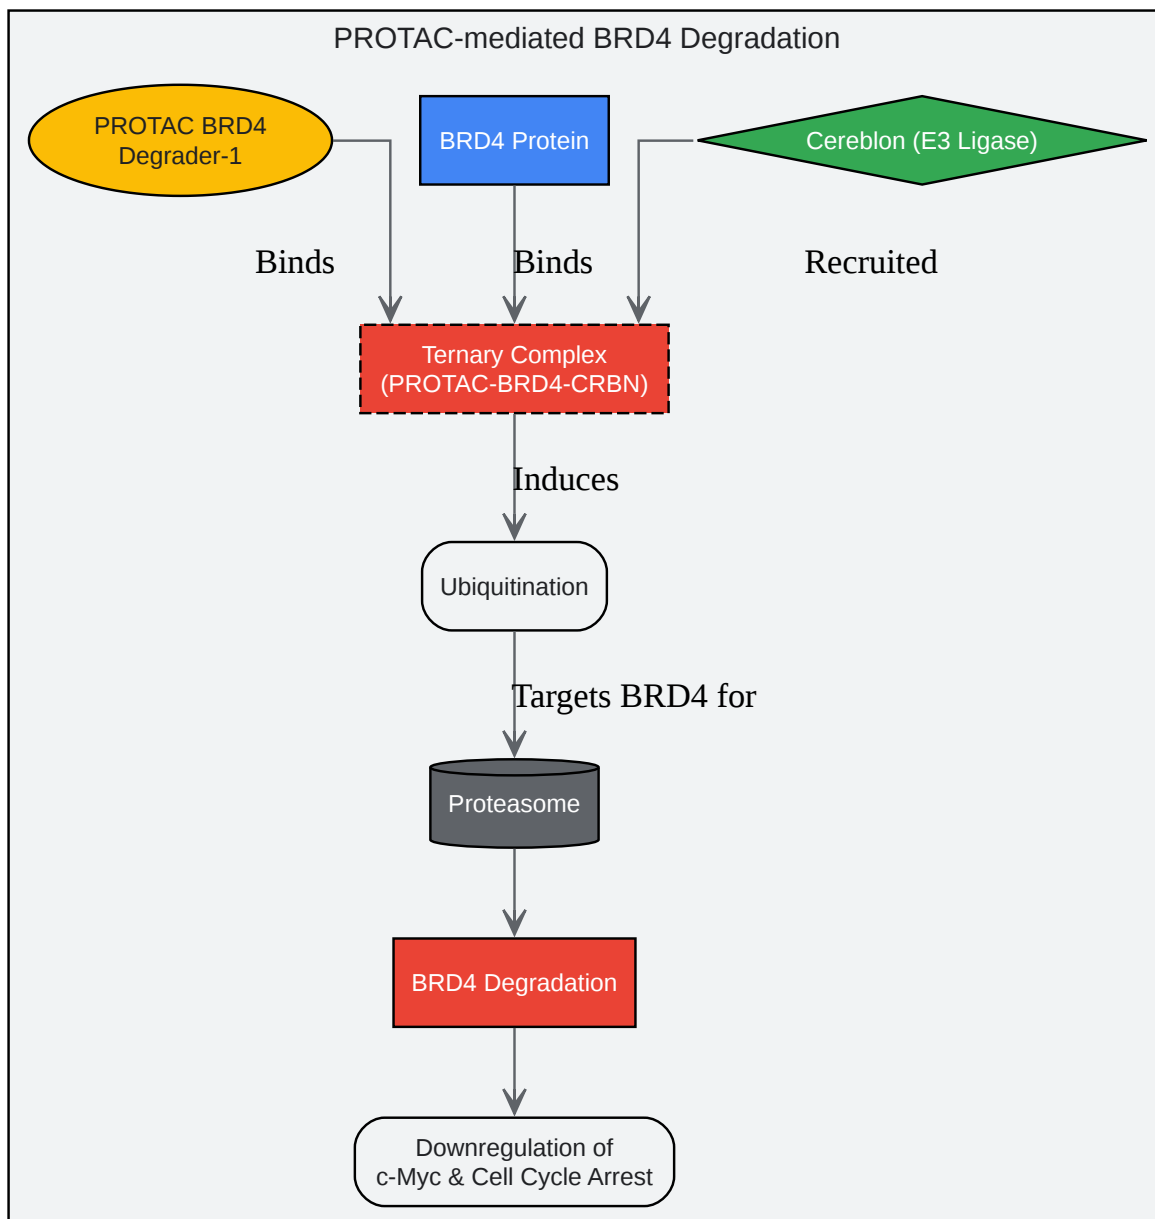 PROTAC-mediated BRD4 Degradation
PROTAC BRD4
Degrader-1
BRD4 Protein
Cereblon (E3 Ligase)
Binds
Binds
Recruited
Ternary Complex
(PROTAC-BRD4-CRBN)
Induces
Ubiquitination
Targets BRD4 for
Proteasome
BRD4 Degradation
Downregulation of
c-Myc & Cell Cycle Arrest